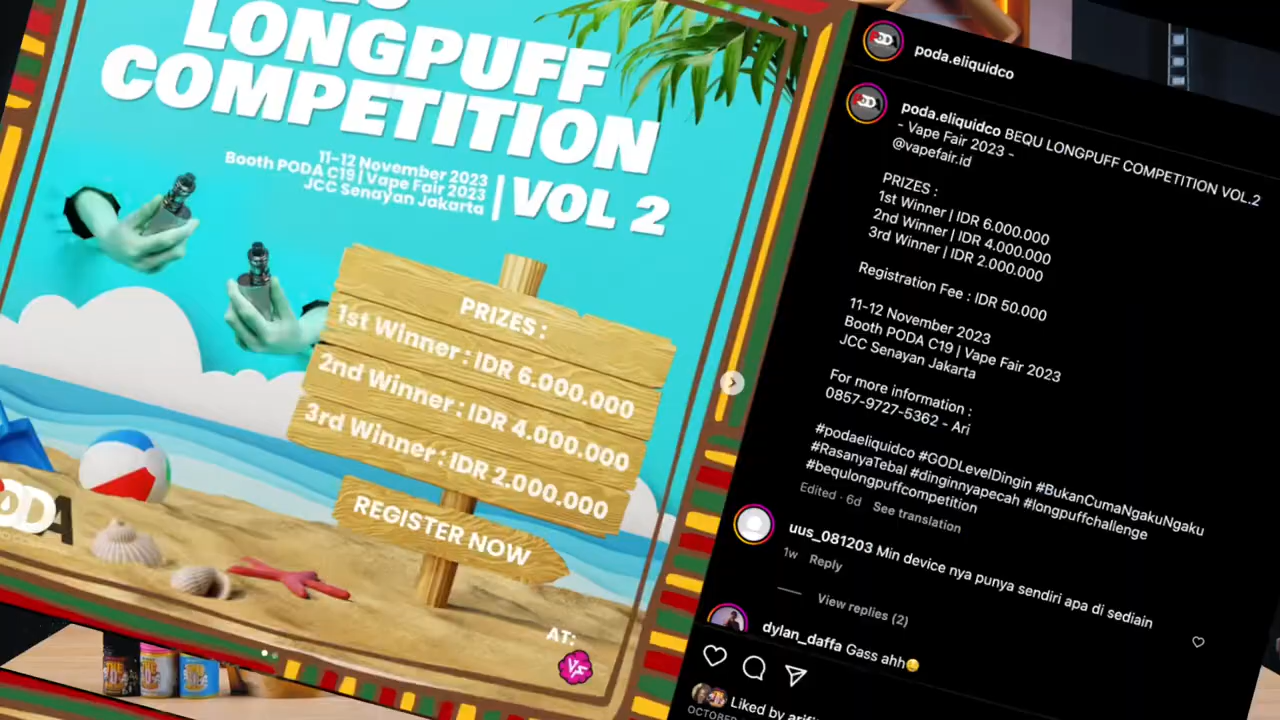 LONGPUFF
COMPETITION
11-12 November 2023
Booth PODA C19 | Vape Fair 2023
JCC Senayan Jakarta
VOL 2
PRIZES :
1st Winner : IDR 6.000.000
2nd Winner : IDR 4.000.000
3rd Winner : IDR 2.000.000
REGISTER NOW
AT:
VF
poda.eliquidco
poda.eliquidco BEQU LONGPUFF COMPETITION VOL.2
- Vape Fair 2023 -
@vapefair.id
PRIZES :
1st Winner | IDR 6.000.000
2nd Winner | IDR 4.000.000
3rd Winner | IDR 2.000.000
Registration Fee : IDR 50.000
11-12 November 2023
Booth PODA C19 | Vape Fair 2023
JCC Senayan Jakarta
For more information :
0857-9727-5362 - Ari
#podaeliquidco #GODLevelDingin #BukanCumaNgakuNgaku
#RasanyaTebal #dinginnyapecah #longpuffchallenge
#bequlongpuffcompetition
Edited · 6d See translation
uus_081203 Min device nya punya sendiri apa di sediain
1w Reply
View replies (2)
dylan_daffa Gass ahh
Liked by